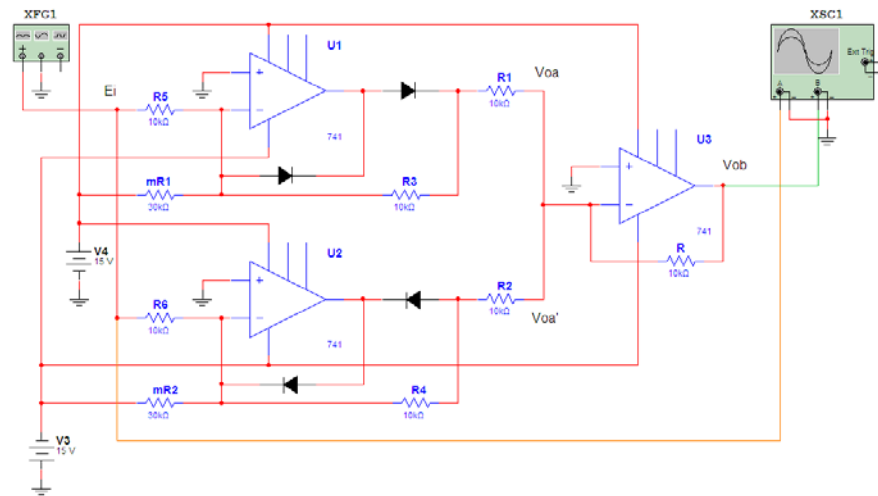 XFG1
XSC1
Ext Trig
A
B
U1
Ei
R5
10kΩ
741
R1
10kΩ
Voa
U3
Vob
mR1
30kΩ
R3
10kΩ
741
R
10kΩ
V4
15 V
U2
R6
10kΩ
741
R2
10kΩ
Voa'
mR2
30kΩ
R4
10kΩ
V3
15 V